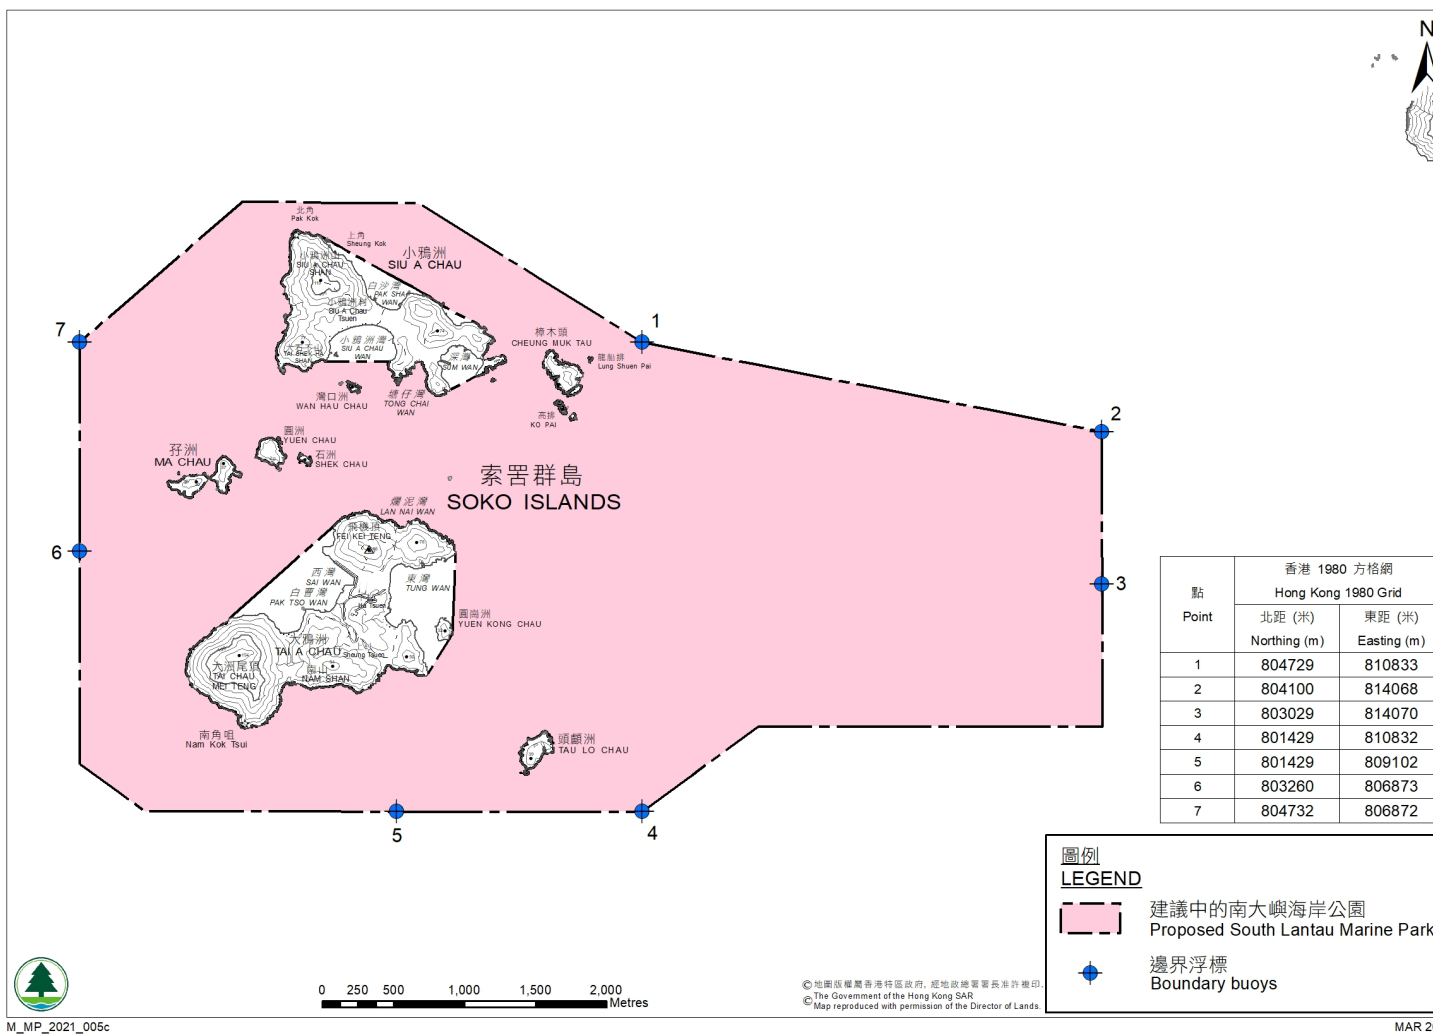 N
北角
Pak Kok
上角
Sheung Kok
小鴉洲
SIU A CHAU
小鴉洲山
SIU A CHAU
SHAN
白沙灣
PAK SHA
WAN
小鴉洲村
Siu A Chau
Tsuen
小鴉洲灣
SIU A CHAU
WAN
SHAN
深灣
SUM WAN
樟木頭
CHEUNG MUK TAU
龍船排
Lung Shuen Pai
1
7
2
灣口洲
WAN HAU CHAU
塘仔灣
TONG CHAI
WAN
亮排
KO PAI
圓洲
YUEN CHAU
孖洲
MA CHAU
石洲
SHEK CHAU
索罟群島
SOKO ISLANDS
爛泥灣
LAN NAI WAN
飛機頂
FEI KEI TENG
6
3
西灣
SAI WAN
東灣
TUNG WAN
白曹灣
PAK TSO WAN
Ha Tsuen
圓崗洲
YUEN KONG CHAU
大鴉洲
TAI A CHAU
Sheung Tsuen
大洲尾頂
TAI CHAU
MEI TENG
南山
NAM SHAN
南角咀
Nam Kok Tsui
頭顱洲
TAU LO CHAU
5
4
點
Point
香港 1980 方格網
Hong Kong 1980 Grid
北距 (米)
Northing (m)
東距 (米)
Easting (m)
1 804729 810833
2 804100 814068
3 803029 814070
4 801429 810832
5 801429 809102
6 803260 806873
7 804732 806872
圖例
LEGEND
建議中的南大嶼海岸公園
Proposed South Lantau Marine Park
邊界浮標
Boundary buoys
0 250 500 1,000 1,500 2,000
Metres
© 地圖版權屬香港特區政府, 經地政總署署長准許複印.
© The Government of the Hong Kong SAR
Map reproduced with permission of the Director of Lands.
M_MP_2021_005c
MAR 2